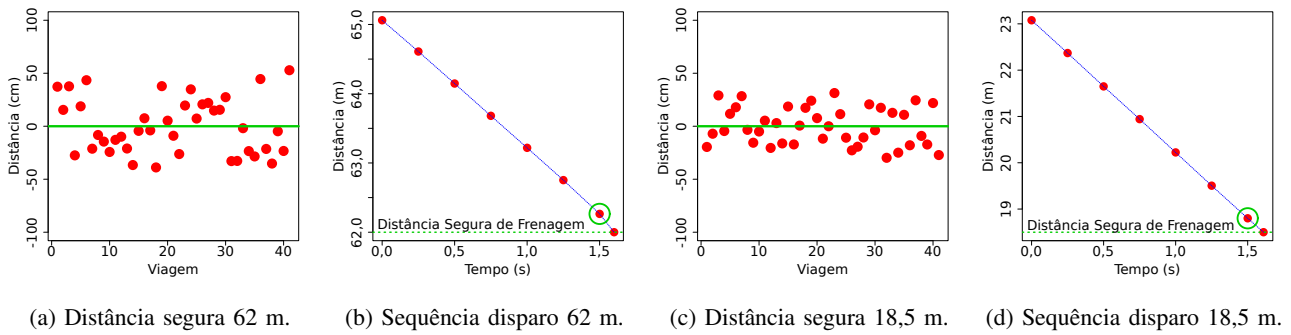 100
50
0
-50
-100
Distância (cm)
0 10 20 30 40
Viagem
65,0
64,0
63,0
62,0
Distância (m)
Distância Segura de Frenagem
0,0 0,5 1,0 1,5
Tempo (s)
100
50
0
-50
-100
Distância (cm)
0 10 20 30 40
Viagem
23
22
21
20
19
Distância (m)
Distância Segura de Frenagem
0,0 0,5 1,0 1,5
Tempo (s)
(a) Distância segura 62 m.
(b) Sequência disparo 62 m.
(c) Distância segura 18,5 m.
(d) Sequência disparo 18,5 m.